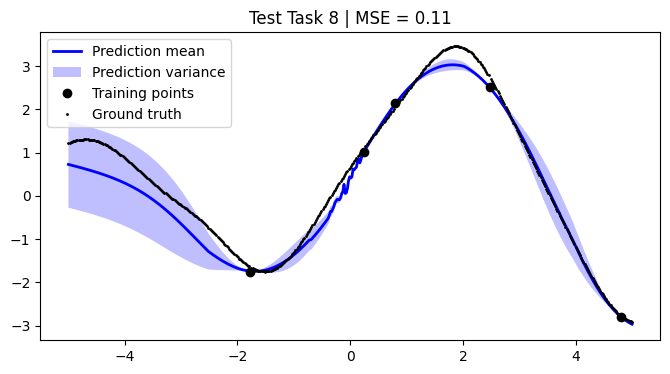 Test Task 8 | MSE = 0.11
Prediction mean
Prediction variance
Training points
Ground truth
3
2
1
0
−1
−2
−3
−4
−2
0
2
4